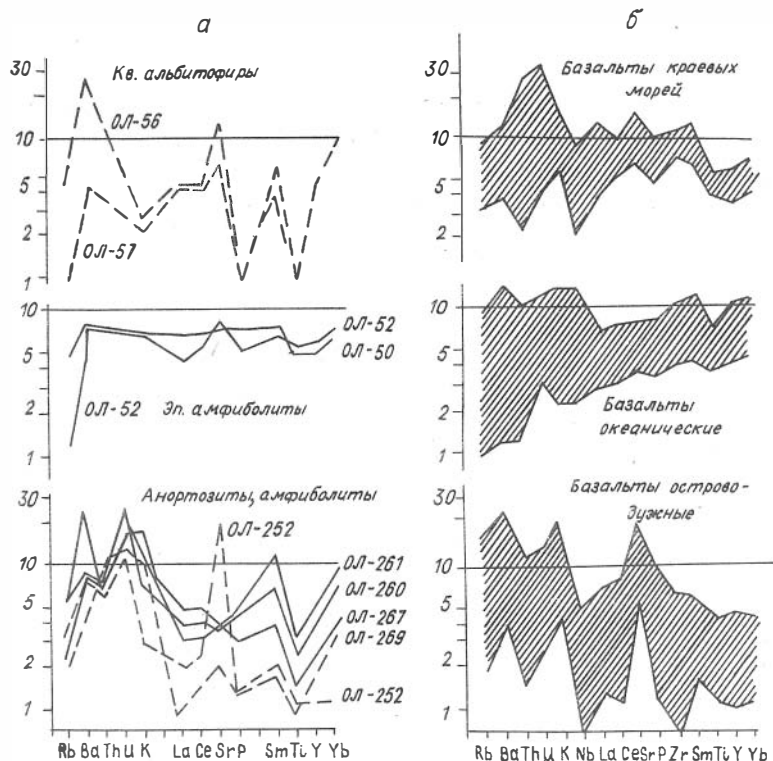 а
30
10
5
2
1
Кв. альбитофиры
ОЛ-56
ОЛ-57
10
5
2
1
ОЛ-52
ОЛ-50
ОЛ-52 Эп. амфиболиты
30
10
5
2
1
Анортозиты, амфиболиты
ОЛ-252
ОЛ-261
ОЛ-260
ОЛ-267
ОЛ-269
ОЛ-252
Rb Ba Th U K La Ce Sr P Sm Ti Y Yb
б
30
10
5
2
1
Базальты краевых
морей
10
5
2
1
Базальты
океанические
30
10
5
2
1
Базальты острово-
дужные
Rb Ba Th U K Nb La Ce Sr P Zr Sm Ti Y Yb